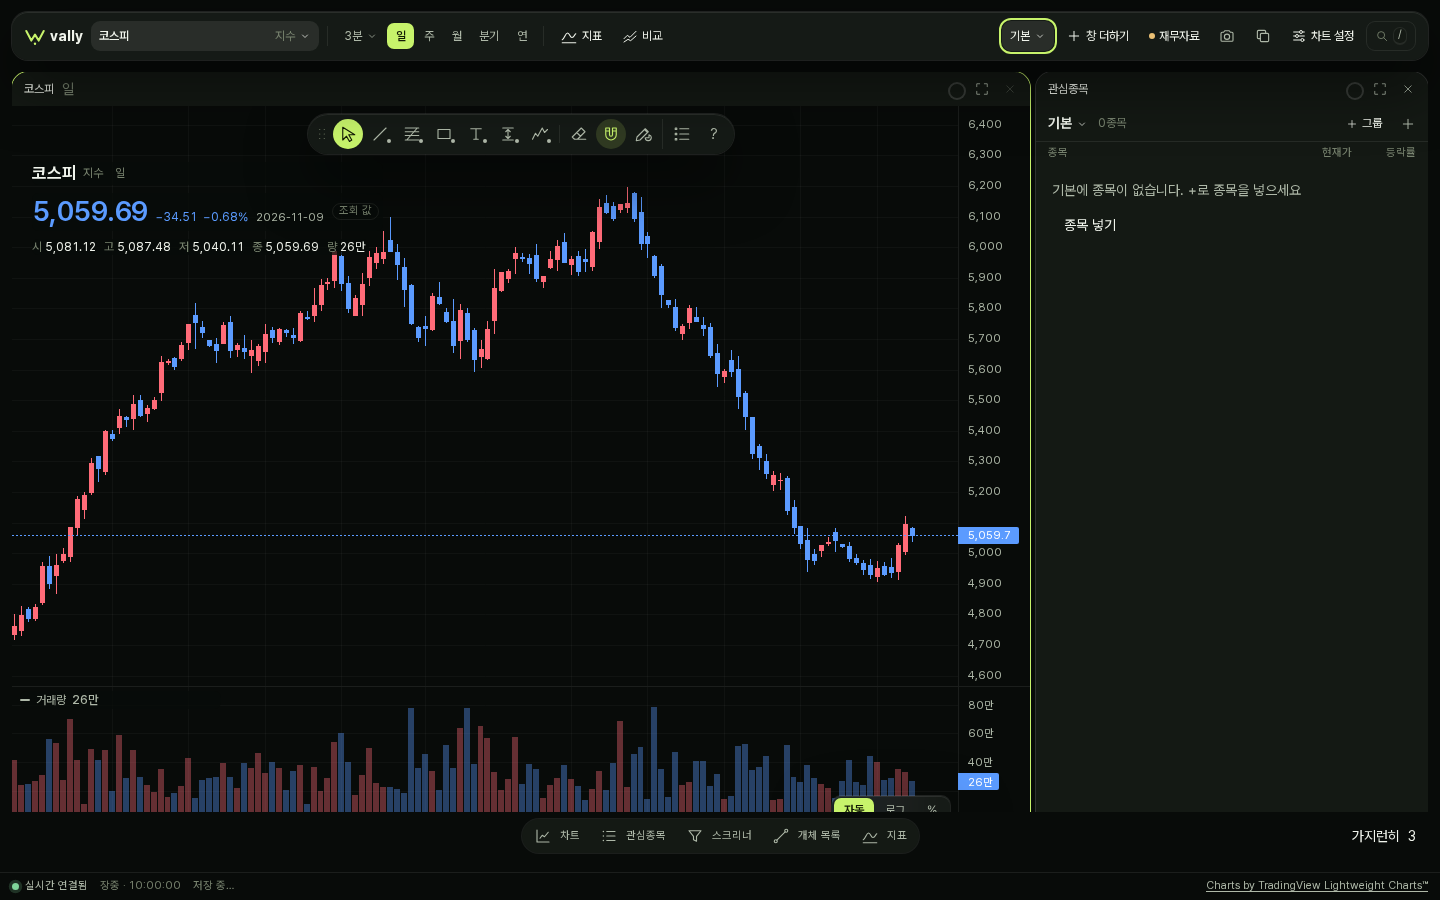 vally 코스피 지수 3분 일 주 월 분기 연 지표 비교 기본 창 더하기 재무자료 차트 설정 /
코스피 일
관심종목
기본 0종목 + 그룹 +
종목 현재가 등락률
기본에 종목이 없습니다. +로 종목을 넣으세요
종목 넣기
T ?
코스피 지수 일
5,059.69 −34.51 −0.68% 2026-11-09 조회 값
시 5,081.12 고 5,087.48 저 5,040.11 종 5,059.69 량 26만
6,400
6,300
6,200
6,100
6,000
5,900
5,800
5,700
5,600
5,500
5,400
5,300
5,200
5,059.7
5,000
4,900
4,800
4,700
4,600
거래량 26만
80만
60만
40만
26만
자동 로그 %
차트 관심종목 스크리너 개체 목록 지표
가지런히 3
실시간 연결됨 장중 · 10:00:00 저장 중...
Charts by TradingView Lightweight Charts™